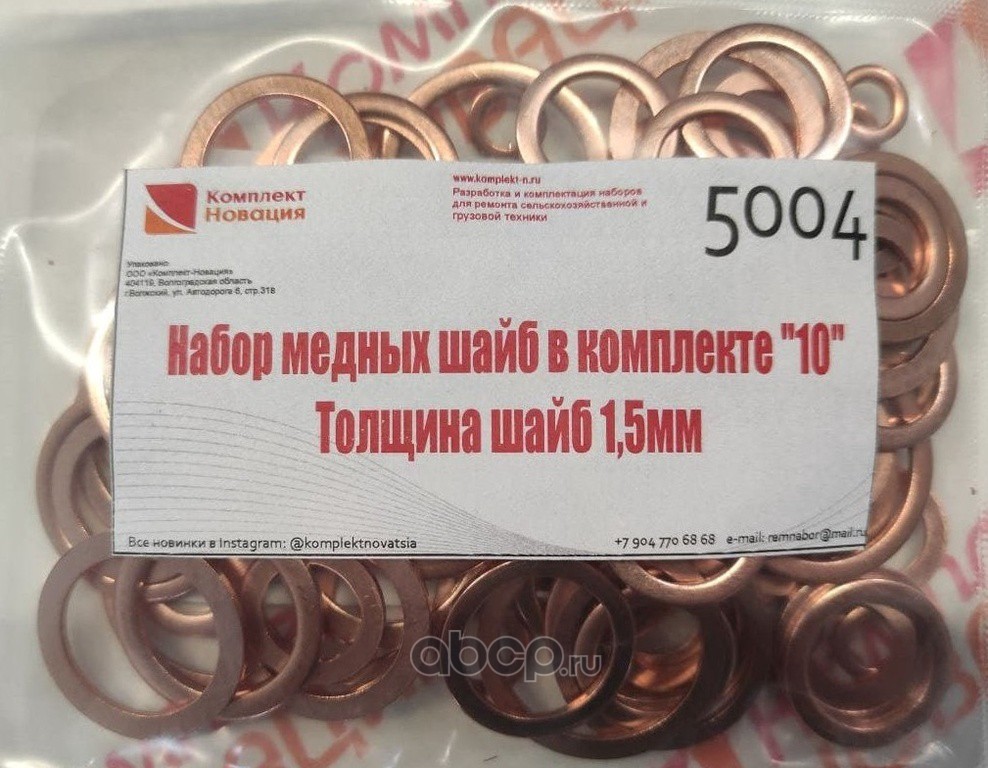 Комплект
Новация
www.komplekt-n.ru
Разработка и комплектация наборов
для ремонта сельскохозяйственной и
грузовой техники
5004
Упаковано:
ООО «Комплект-Новация»
404119, Волгоградская область
г.Волжский, ул. Автодорога 6, стр.318
Набор медных шайб в комплекте "10"
Толщина шайб 1,5мм
Все новинки в Instagram: @komplektnovatsia
+7 904 770 68 68 e-mail: remnabor@mail.ru
abcp.ru